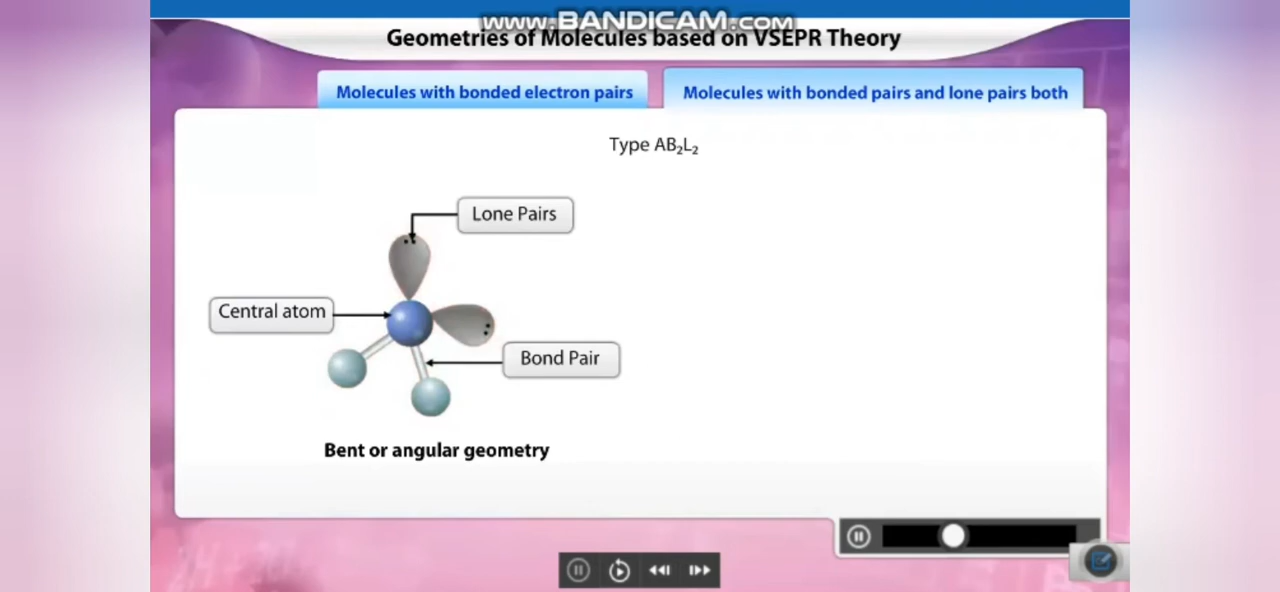 www.BANDICAM.com
Geometries of Molecules based on VSEPR Theory
Molecules with bonded electron pairs
Molecules with bonded pairs and lone pairs both
Type AB₂L₂
Lone Pairs
Central atom
Bond Pair
Bent or angular geometry